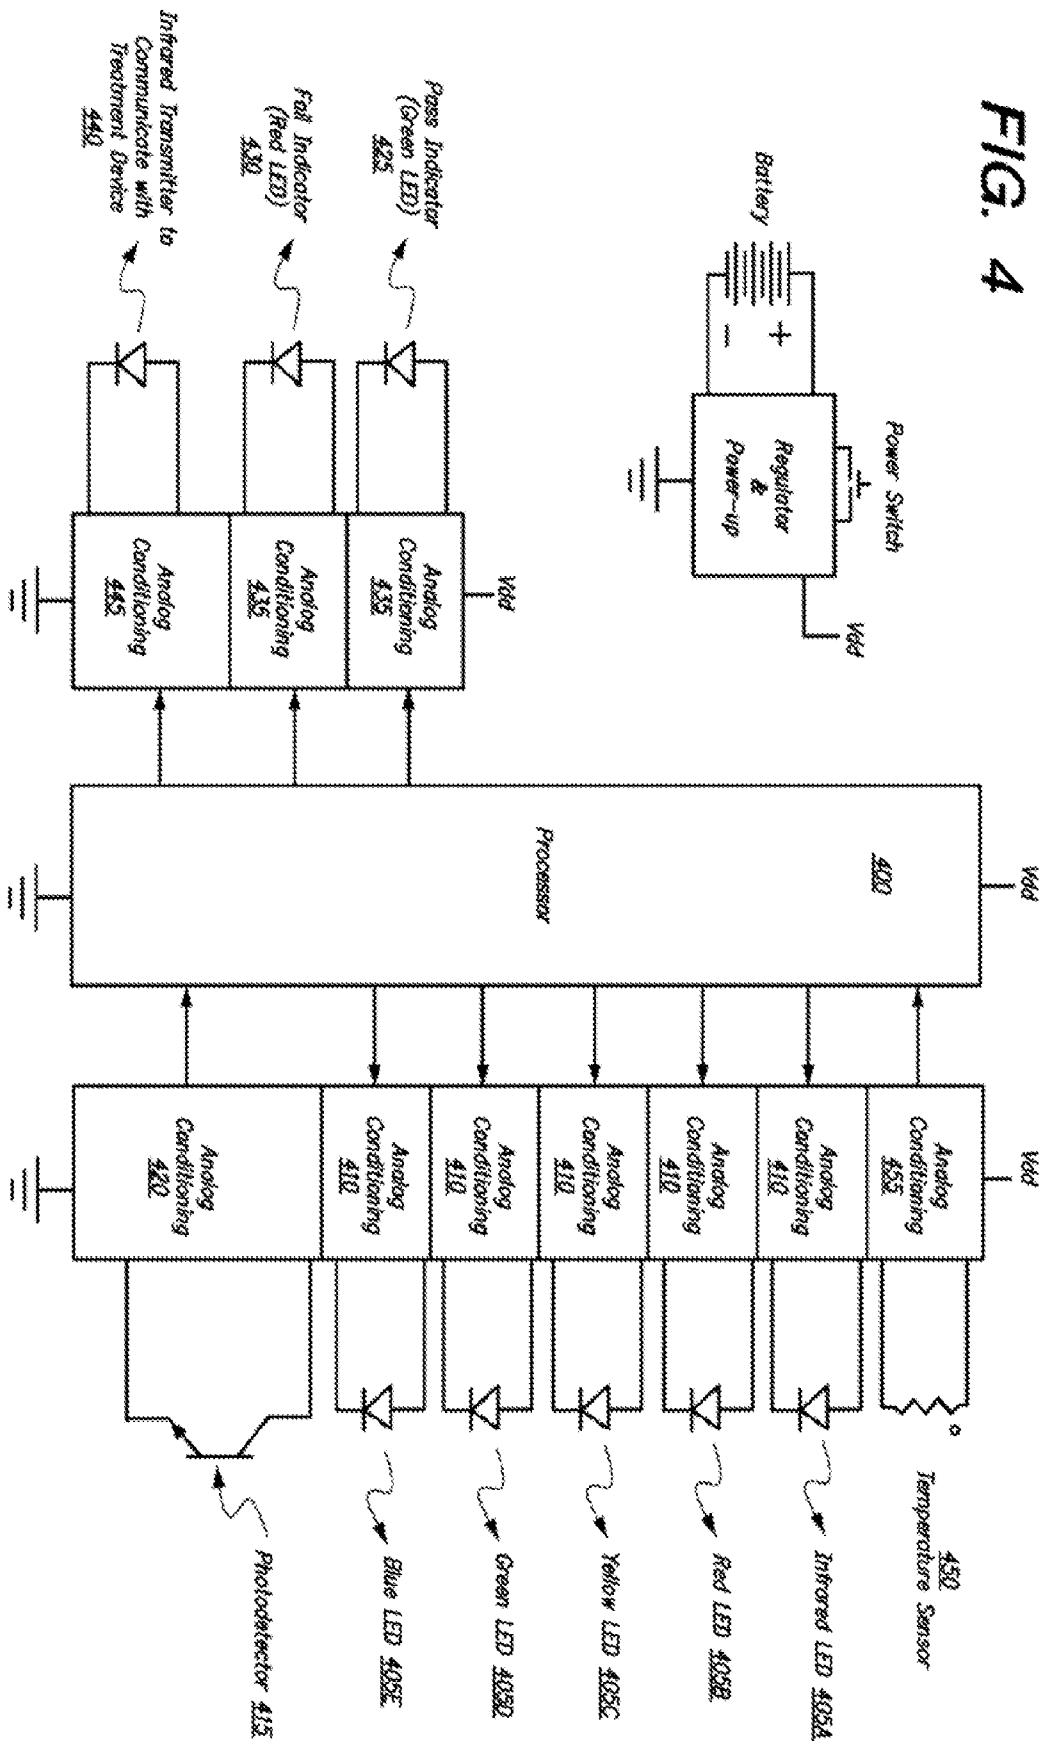 FIG. 4
Battery
+
-
Power Switch
Regulator
&
Power-up
Vdd
Pass Indicator
(Green LED)
425
Fail Indicator
(Red LED)
430
Infrared Transmitter to
Communicate with
Treatment Device
440
Vdd
Analog
Conditioning
435
Analog
Conditioning
435
Analog
Conditioning
445
Vdd
400
Processor
Vdd
Analog
Conditioning
455
Analog
Conditioning
410
Analog
Conditioning
410
Analog
Conditioning
410
Analog
Conditioning
410
Analog
Conditioning
410
Analog
Conditioning
420
450
Temperature Sensor
Infrared LED 405A
Red LED 405B
Yellow LED 405C
Green LED 405D
Blue LED 405E
Photodetector 415